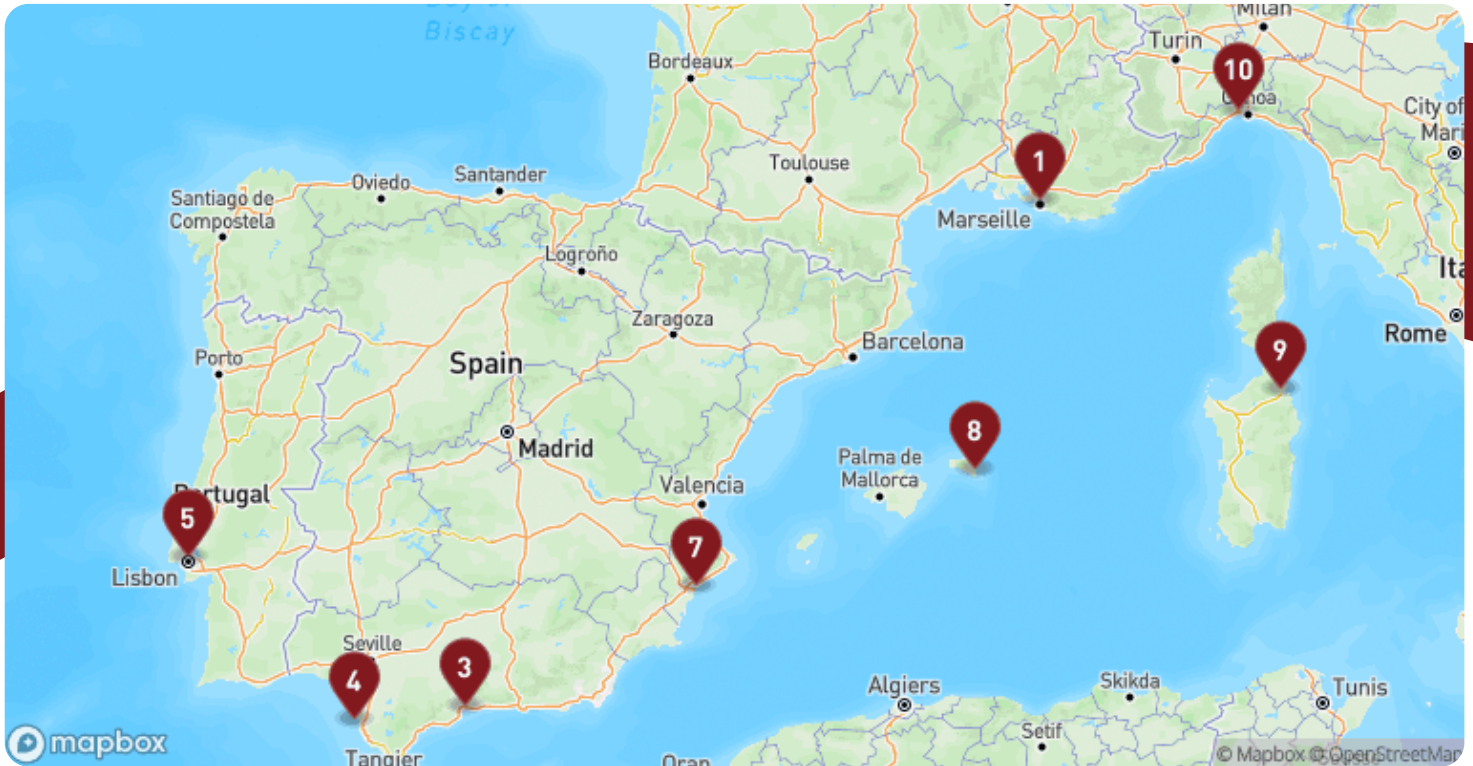 Biscay
Milan
Turin
Bordeaux
10
Genoa
City of
1
Toulouse
Marseille
Oviedo
Santander
Santiago de
Compostela
Logroño
Zaragoza
Barcelona
Rome
Porto
Spain
9
Madrid
8
Palma de
Mallorca
Valencia
Portugal
5
7
Lisbon
Seville
4
3
Algiers
Skikda
Tunis
Setif
Tangier
Oran
mapbox
© Mapbox © OpenStreetMap